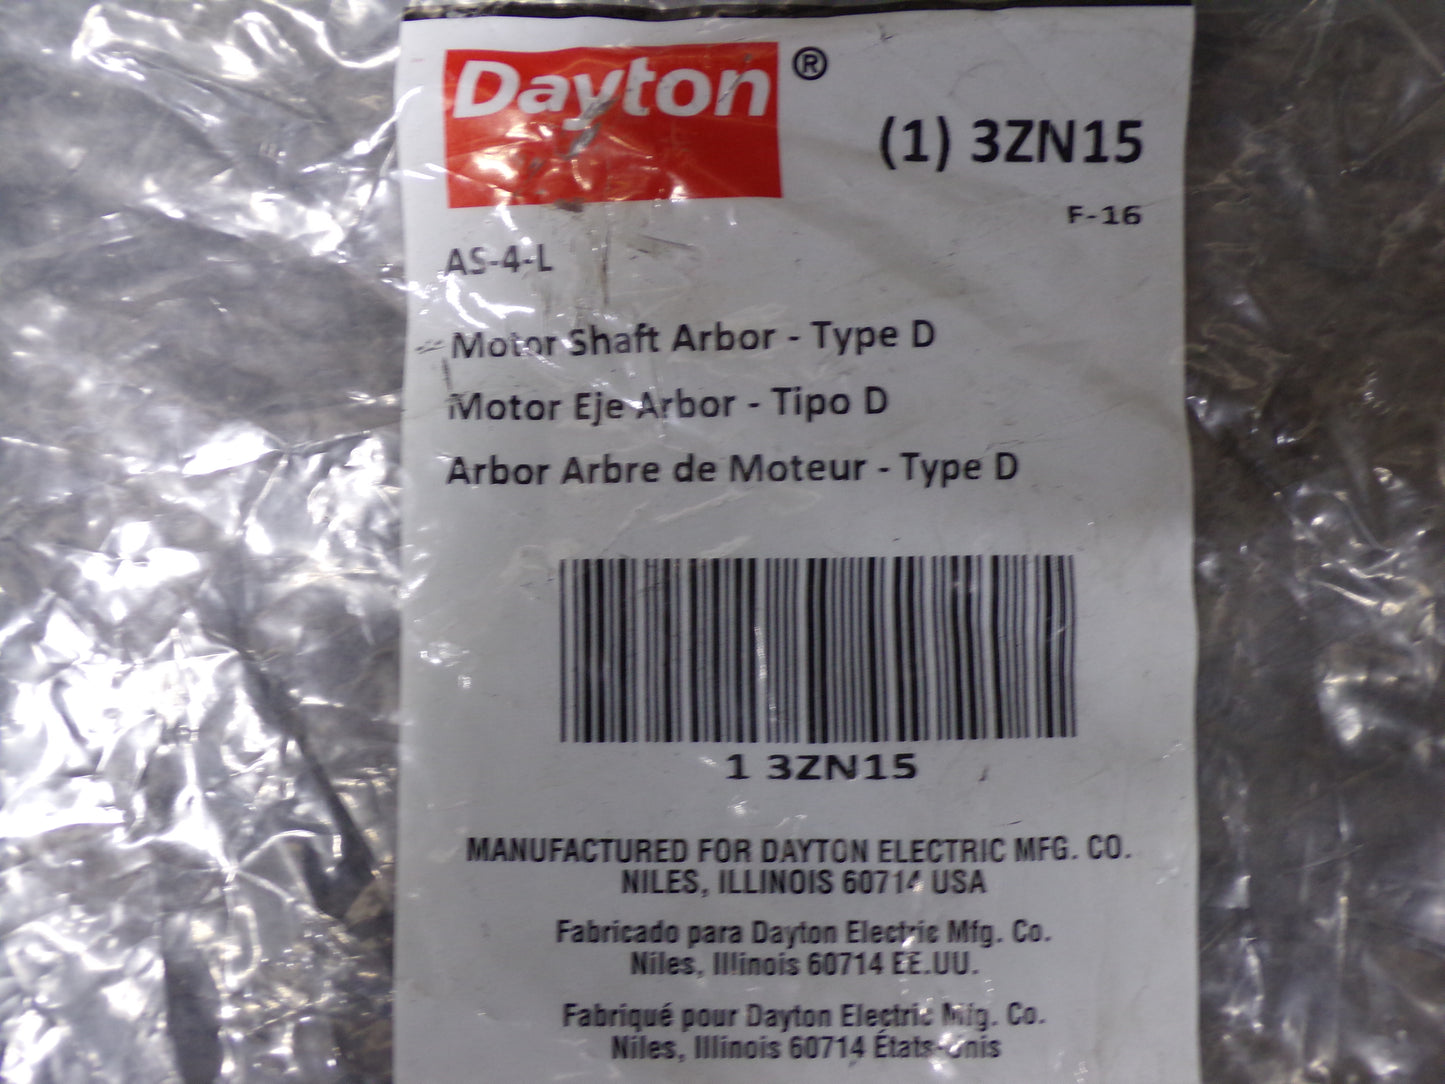 Dayton®
(1) 3ZN15
F-16
AS-4-L
Motor Shaft Arbor - Type D
Motor Eje Arbor - Tipo D
Arbor Arbre de Moteur - Type D
1 3ZN15
MANUFACTURED FOR DAYTON ELECTRIC MFG. CO.
NILES, ILLINOIS 60714 USA
Fabricado para Dayton Electric Mfg. Co.
Niles, Illinois 60714 EE.UU.
Fabriqué pour Dayton Electric Mfg. Co.
Niles, Illinois 60714 États-Unis